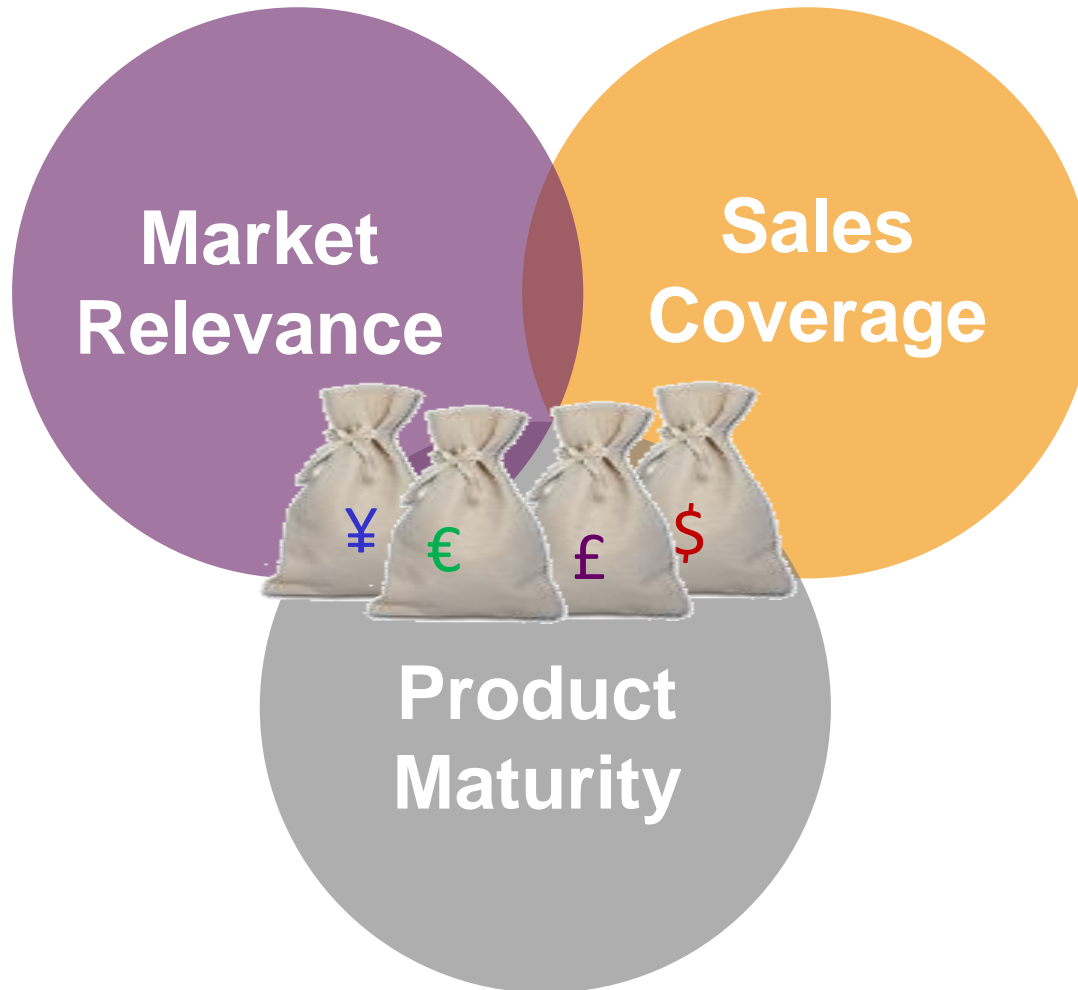 Market
Relevance
Sales
Coverage
¥
€
£
$
Product
Maturity